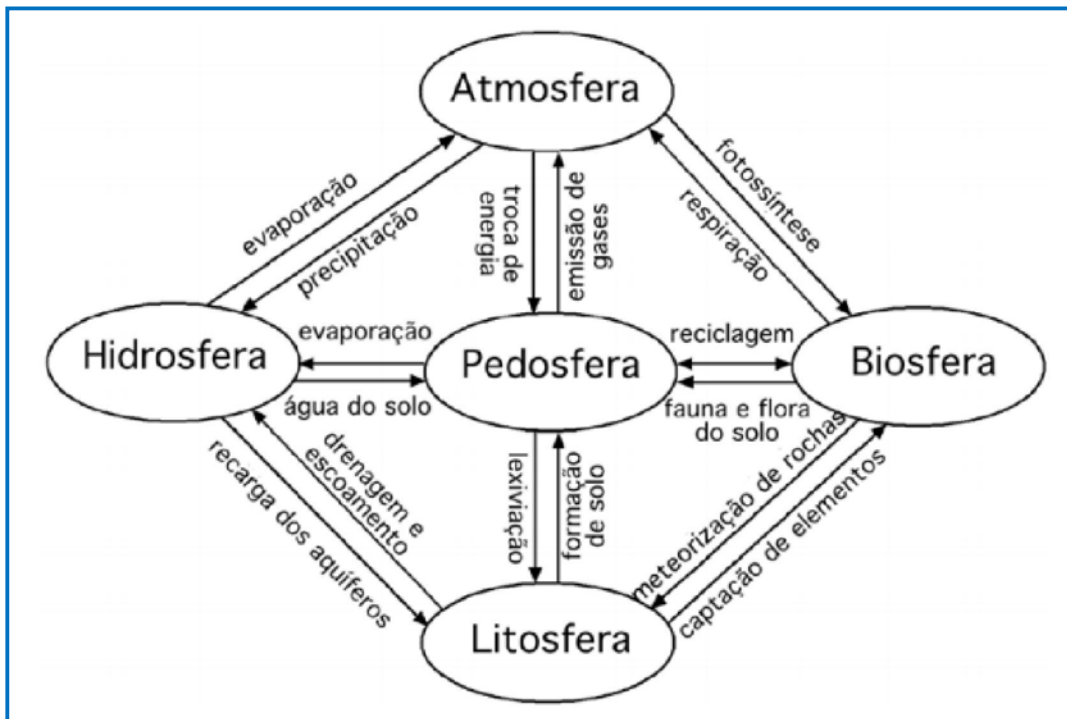 Atmosfera
evaporação
precipitação
troca de
energia
emissão de
gases
fotossíntese
respiração
Hidrosfera
evaporação
água do solo
Pedosfera
reciclagem
fauna e flora
do solo
Biosfera
recarga dos aquíferos
drenagem e
escoamento
lexiviação
formação
de solo
meteorização de rochas
captação de elementos
Litosfera